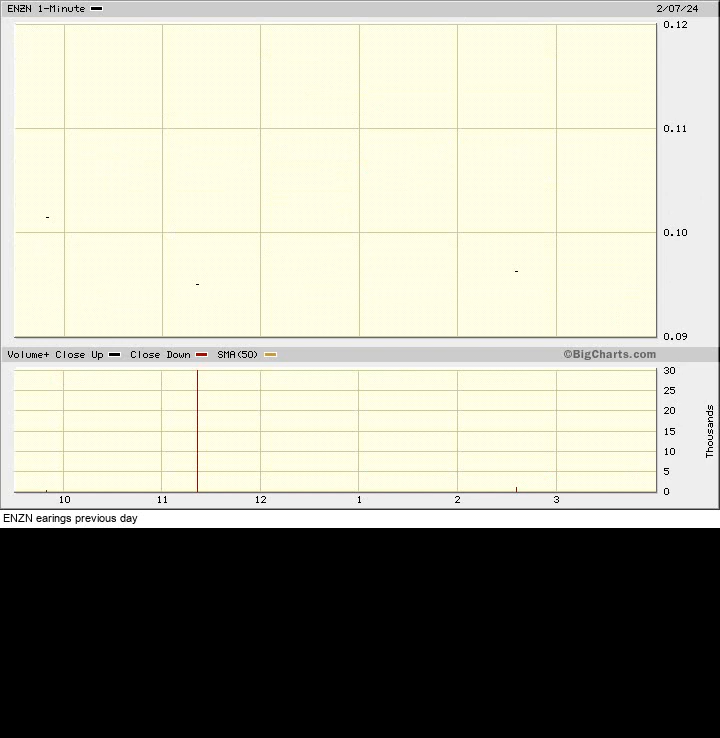 ENZN 1-Minute 2/07/24
0.12
0.11
0.10
0.09
Volume+ Close Up Close Down SMA(50) ©BigCharts.com
30
25
20
15
10
5
0
Thousands
10 11 12 1 2 3
ENZN earings previous day